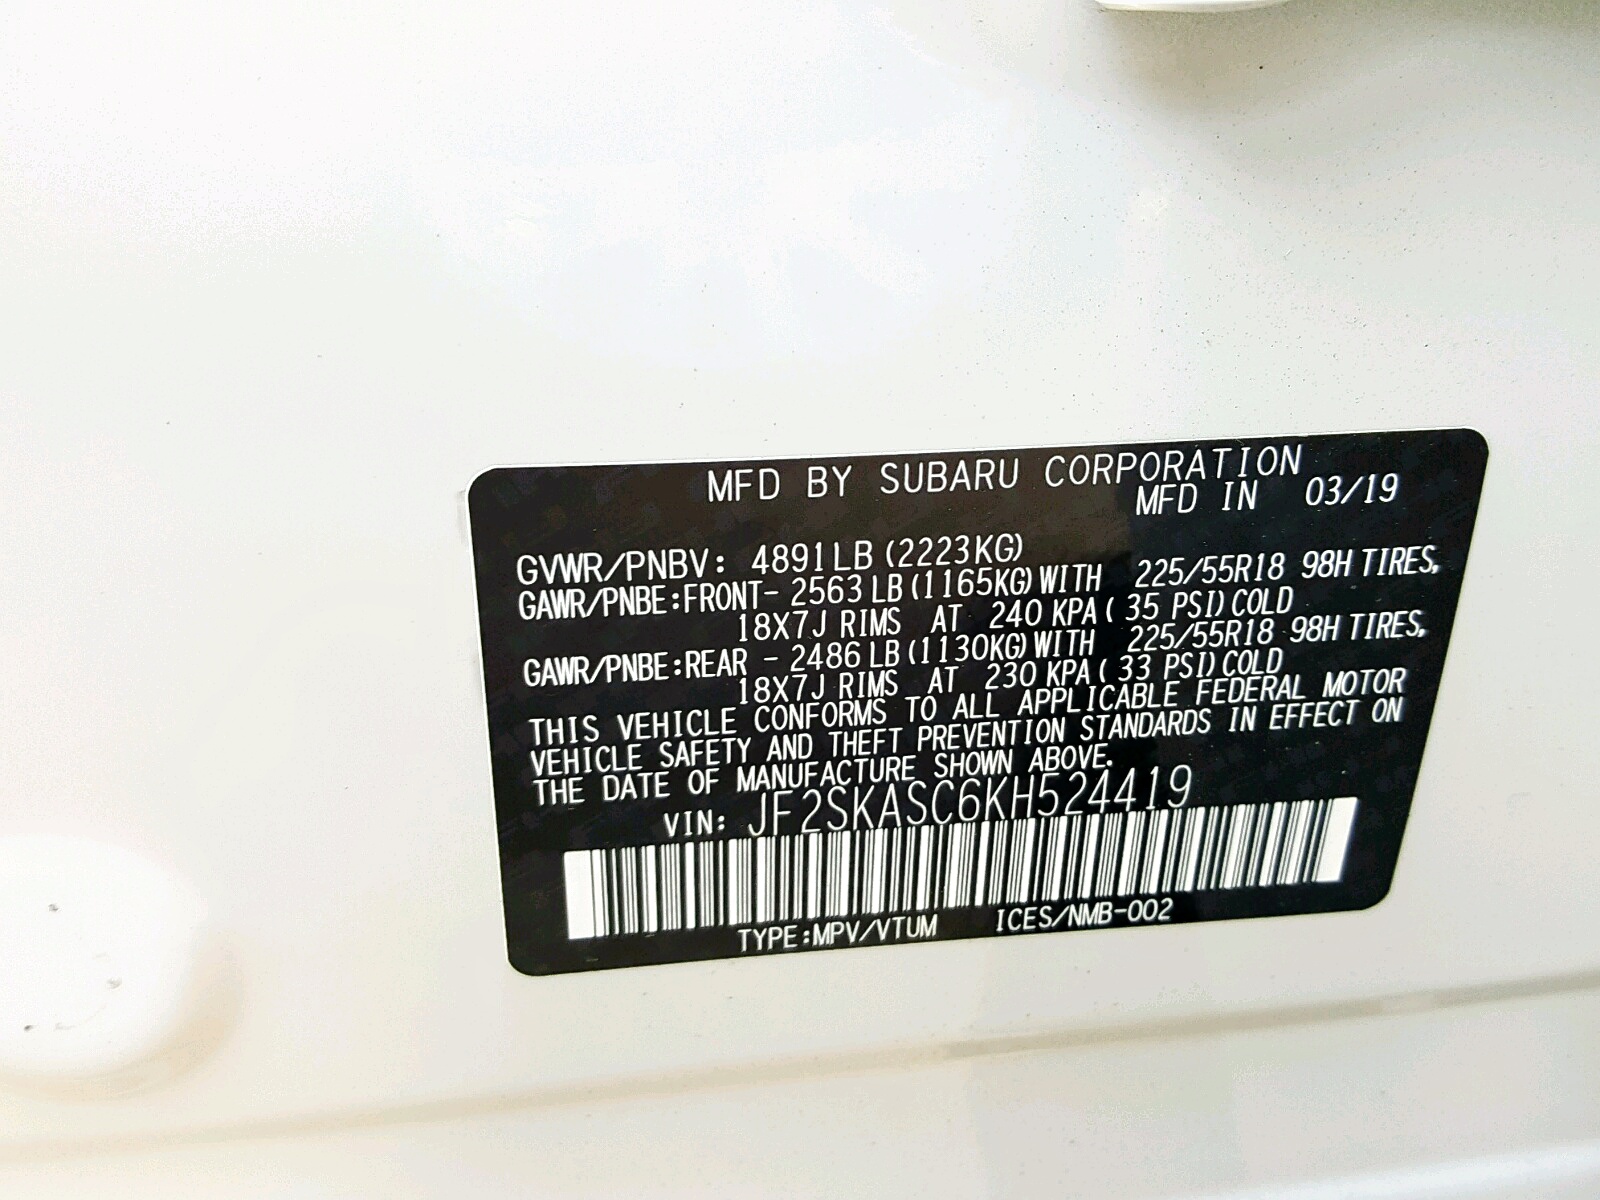 MFD BY SUBARU CORPORATION
MFD IN 03/19
GVWR/PNBV: 4891LB (2223KG)
GAWR/PNBE:FRONT- 2563 LB (1165KG) WITH 225/55R18 98H TIRES,
18X7J RIMS AT 240 KPA ( 35 PSI) COLD
GAWR/PNBE:REAR - 2486 LB (1130KG) WITH 225/55R18 98H TIRES,
18X7J RIMS AT 230 KPA ( 33 PSI) COLD
THIS VEHICLE CONFORMS TO ALL APPLICABLE FEDERAL MOTOR
VEHICLE SAFETY AND THEFT PREVENTION STANDARDS IN EFFECT ON
THE DATE OF MANUFACTURE SHOWN ABOVE.
VIN: JF2SKASC6KH524419
TYPE:MPV/VTUM ICES/NMB-002